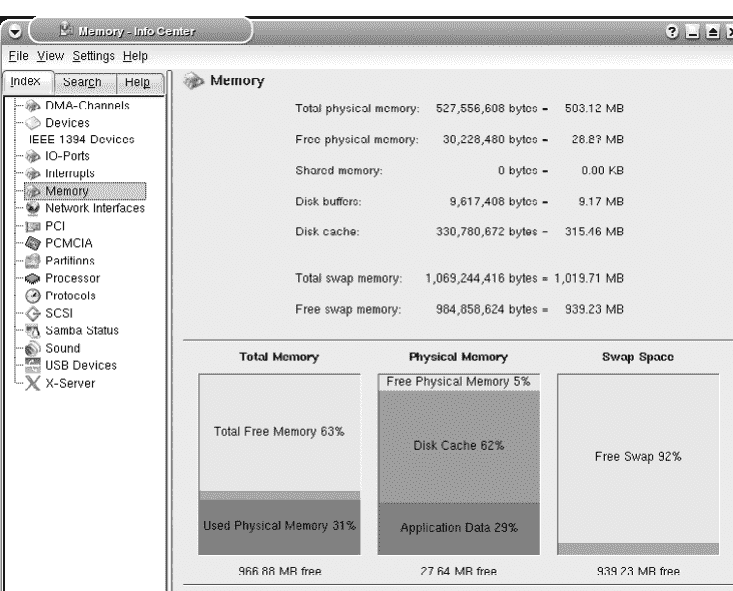 Memory - Info Center
File View Settings Help
Index Search Help
DMA-Channels
Devices
IEEE 1394 Devices
IO-Ports
Interrupts
Memory
Network Interfaces
PCI
PCMCIA
Partitions
Processor
Protocols
SCSI
Samba Status
Sound
USB Devices
X-Server
Memory
Total physical memory: 527,556,608 bytes = 503.12 MB
Free physical memory: 30,228,480 bytes = 28.82 MB
Shared memory: 0 bytes = 0.00 KB
Disk buffers: 9,617,408 bytes = 9.17 MB
Disk cache: 330,780,672 bytes = 315.46 MB
Total swap memory: 1,069,244,416 bytes = 1,019.71 MB
Free swap memory: 984,858,624 bytes = 939.23 MB
Total Memory
Total Free Memory 63%
Used Physical Memory 31%
966.88 MB free
Physical Memory
Free Physical Memory 5%
Disk Cache 62%
Application Data 29%
27.64 MB free
Swap Space
Free Swap 92%
939.23 MB free